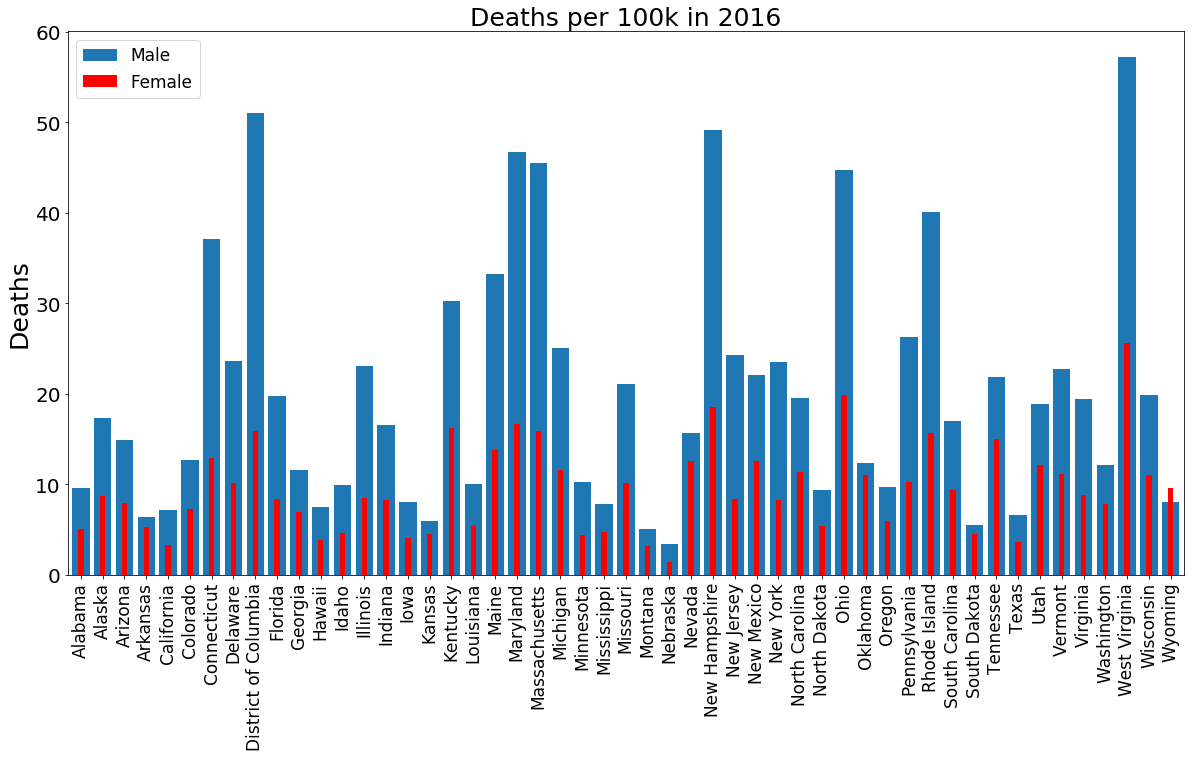 Deaths per 100k in 2016
Male
Female
Deaths
60
50
40
30
20
10
0
Alabama
Alaska
Arizona
Arkansas
California
Colorado
Connecticut
Delaware
District of Columbia
Florida
Georgia
Hawaii
Idaho
Illinois
Indiana
Iowa
Kansas
Kentucky
Louisiana
Maine
Maryland
Massachusetts
Michigan
Minnesota
Mississippi
Missouri
Montana
Nebraska
Nevada
New Hampshire
New Jersey
New Mexico
New York
North Carolina
North Dakota
Ohio
Oklahoma
Oregon
Pennsylvania
Rhode Island
South Carolina
South Dakota
Tennessee
Texas
Utah
Vermont
Virginia
Washington
West Virginia
Wisconsin
Wyoming